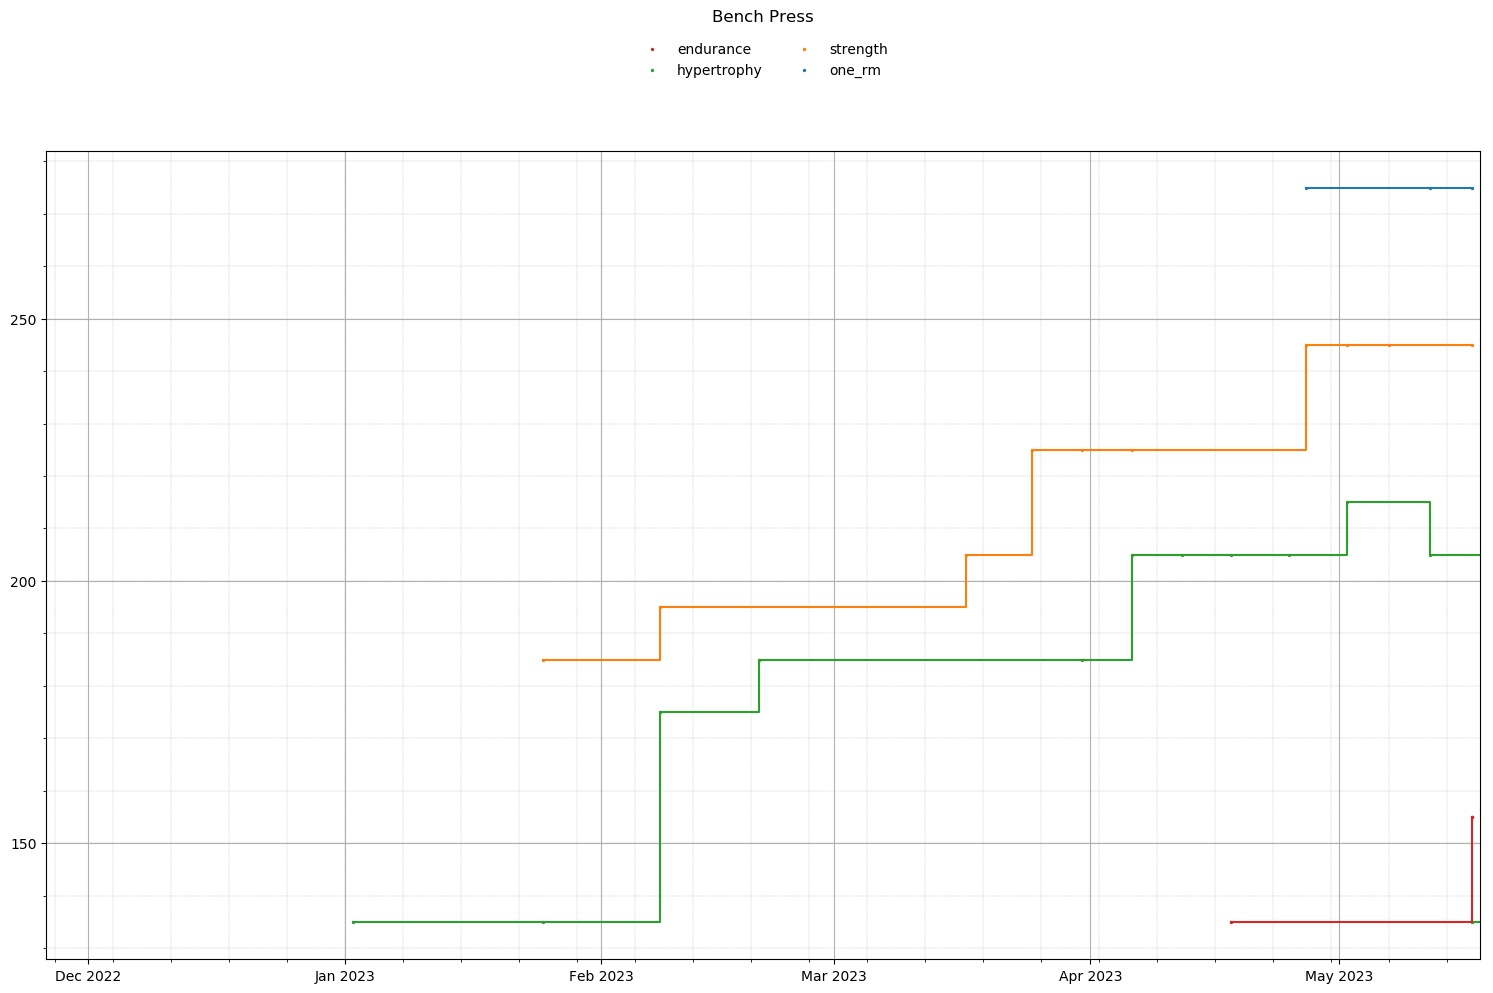 Bench Press
endurance
hypertrophy
strength
one_rm
250
200
150
Dec 2022
Jan 2023
Feb 2023
Mar 2023
Apr 2023
May 2023